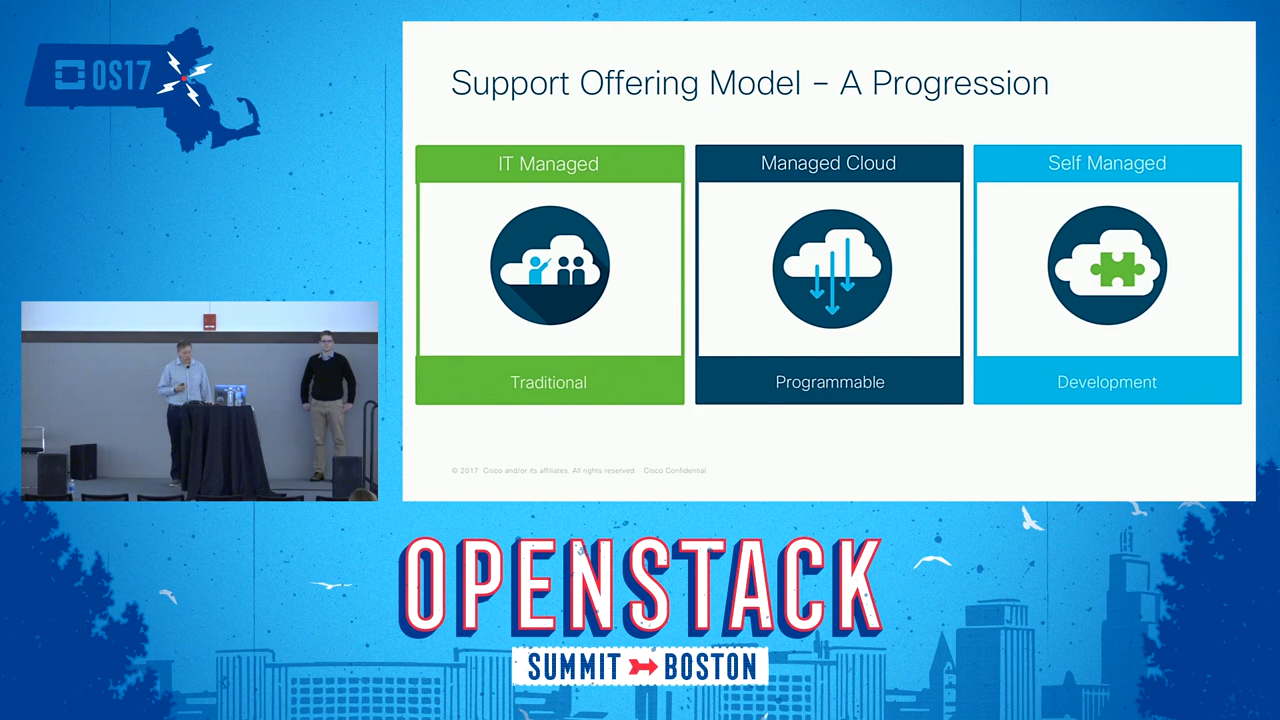 OS17
Support Offering Model – A Progression
IT Managed
Managed Cloud
Self Managed
Traditional
Programmable
Development
© 2017 Cisco and/or its affiliates. All rights reserved. Cisco Confidential
OPENSTACK
SUMMIT BOSTON